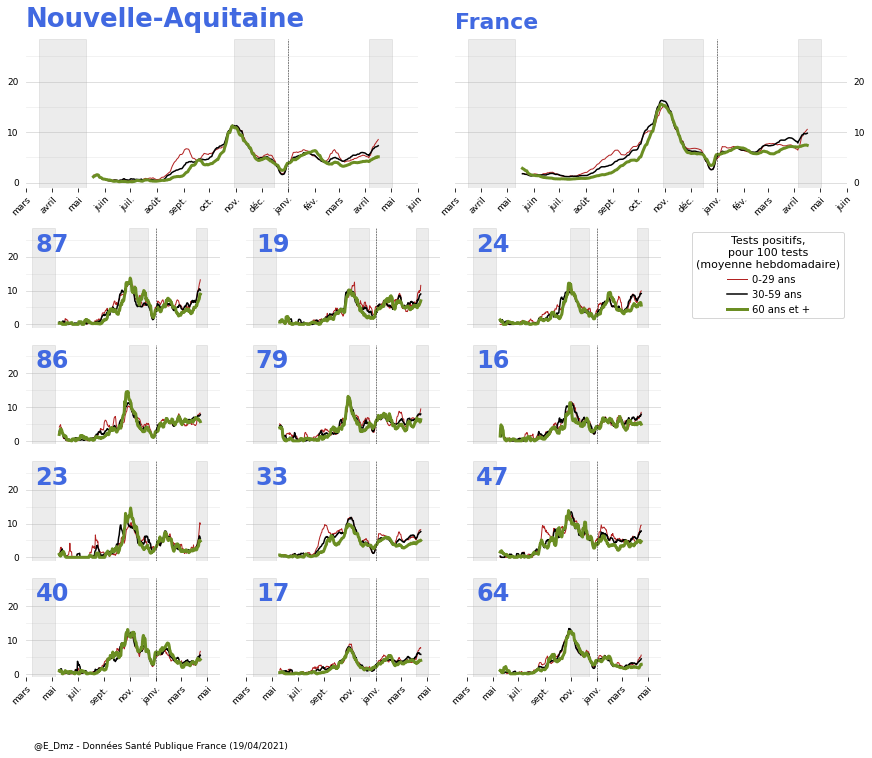 Nouvelle-Aquitaine
France
20
10
0
20
10
0
mars avril mai juin juil. août sept. oct. nov. déc. janv. fév. mars avril mai juin
mars avril mai juin juil. août sept. oct. nov. déc. janv. fév. mars avril mai juin
87
19
24
20
10
0
Tests positifs,
pour 100 tests
(moyenne hebdomadaire)
0-29 ans
30-59 ans
60 ans et +
86
79
16
20
10
0
23
33
47
20
10
0
40
17
64
20
10
0
mars mai juil. sept. nov. janv. mars mai
mars mai juil. sept. nov. janv. mars mai
mars mai juil. sept. nov. janv. mars mai
@E_Dmz - Données Santé Publique France (19/04/2021)